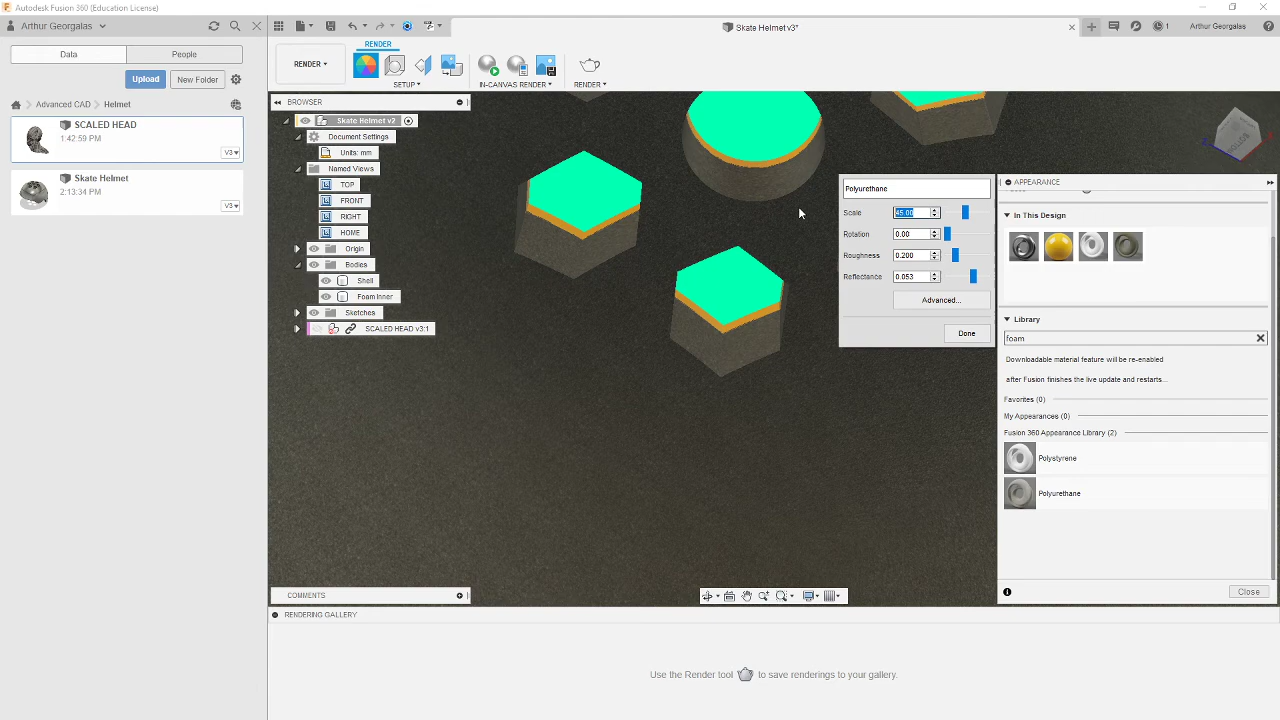 Autodesk Fusion 360 (Education License)
Arthur Georgalas
Skate Helmet v3*
1
Arthur Georgalas
Data
People
RENDER
Upload
New Folder
RENDER
SETUP
IN-CANVAS RENDER
RENDER
Advanced CAD
Helmet
BROWSER
SCALED HEAD
1:42:59 PM
V3
Skate Helmet v2
Document Settings
Units: mm
Named Views
TOP
FRONT
RIGHT
HOME
Origin
Bodies
Shell
Foam Inner
Sketches
SCALED HEAD v3:1
Skate Helmet
2:13:34 PM
V3
Polyurethane
Scale 45.00
Rotation 0.00
Roughness 0.200
Reflectance 0.053
Advanced...
Done
APPEARANCE
In This Design
Library
foam
Downloadable material feature will be re-enabled
after Fusion finishes the live update and restarts...
Favorites (0)
My Appearances (0)
Fusion 360 Appearance Library (2)
Polystyrene
Polyurethane
Close
COMMENTS
RENDERING GALLERY
Use the Render tool to save renderings to your gallery.